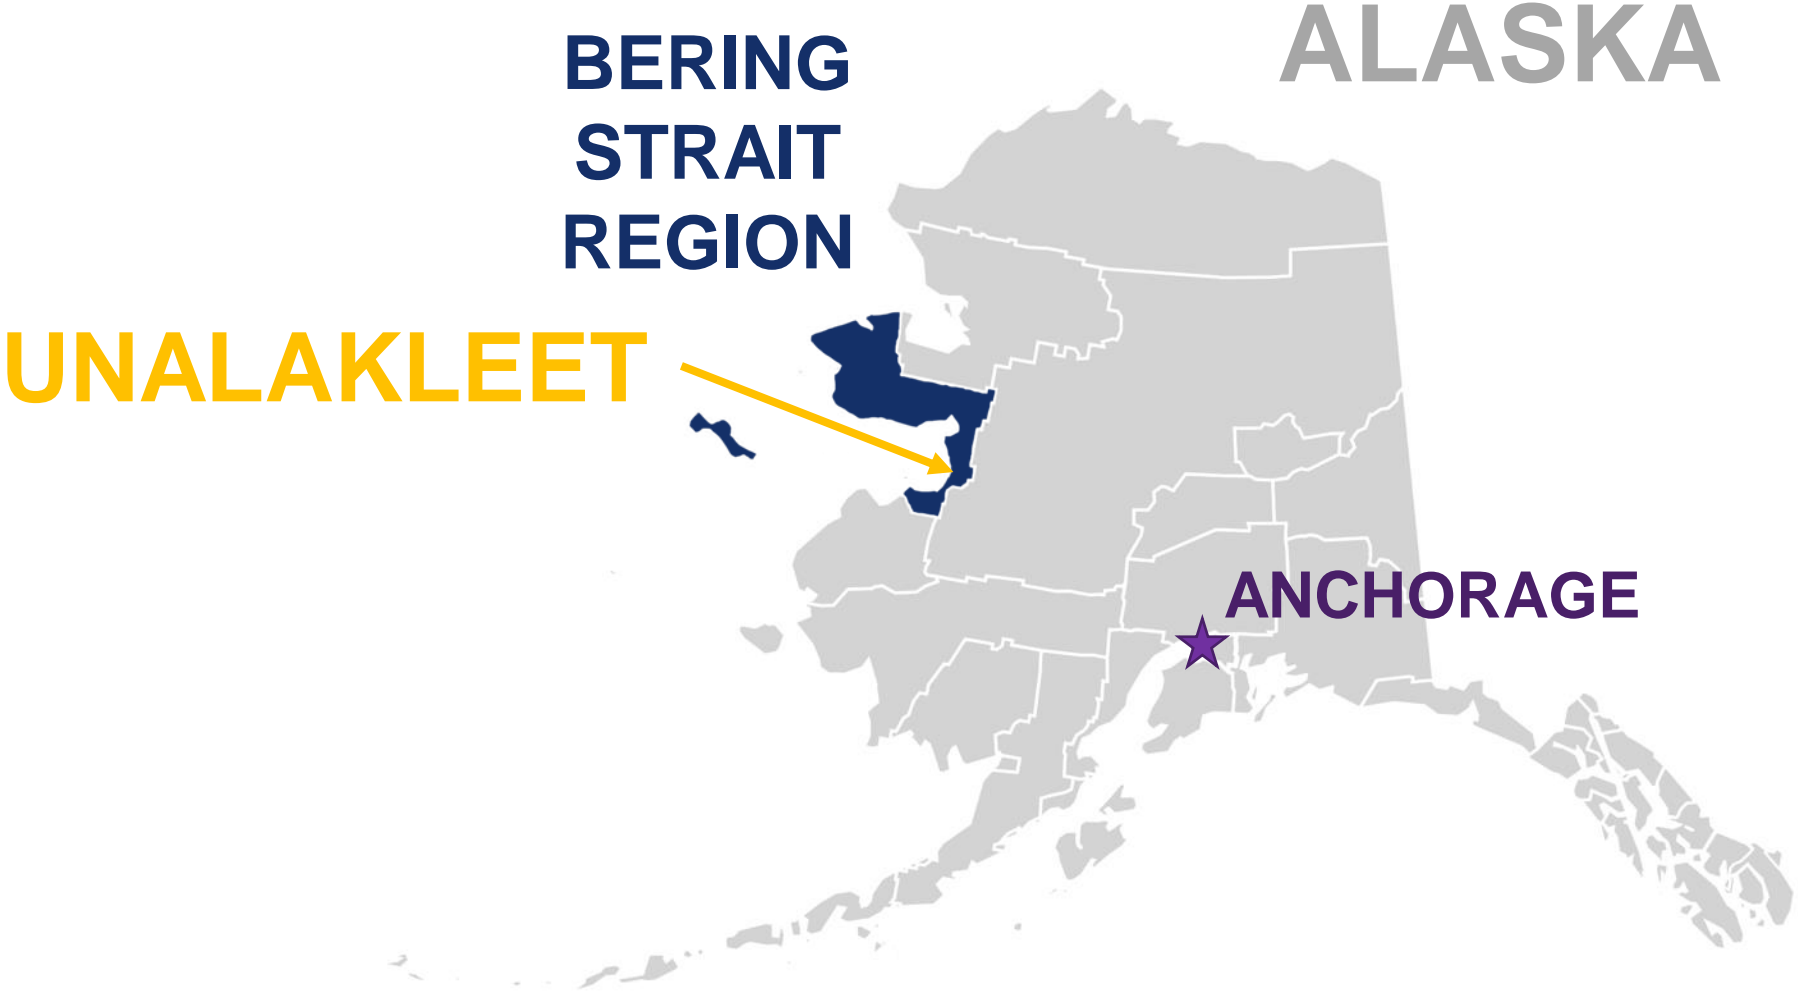 ALASKA
BERING
STRAIT
REGION
UNALAKLEET
ANCHORAGE